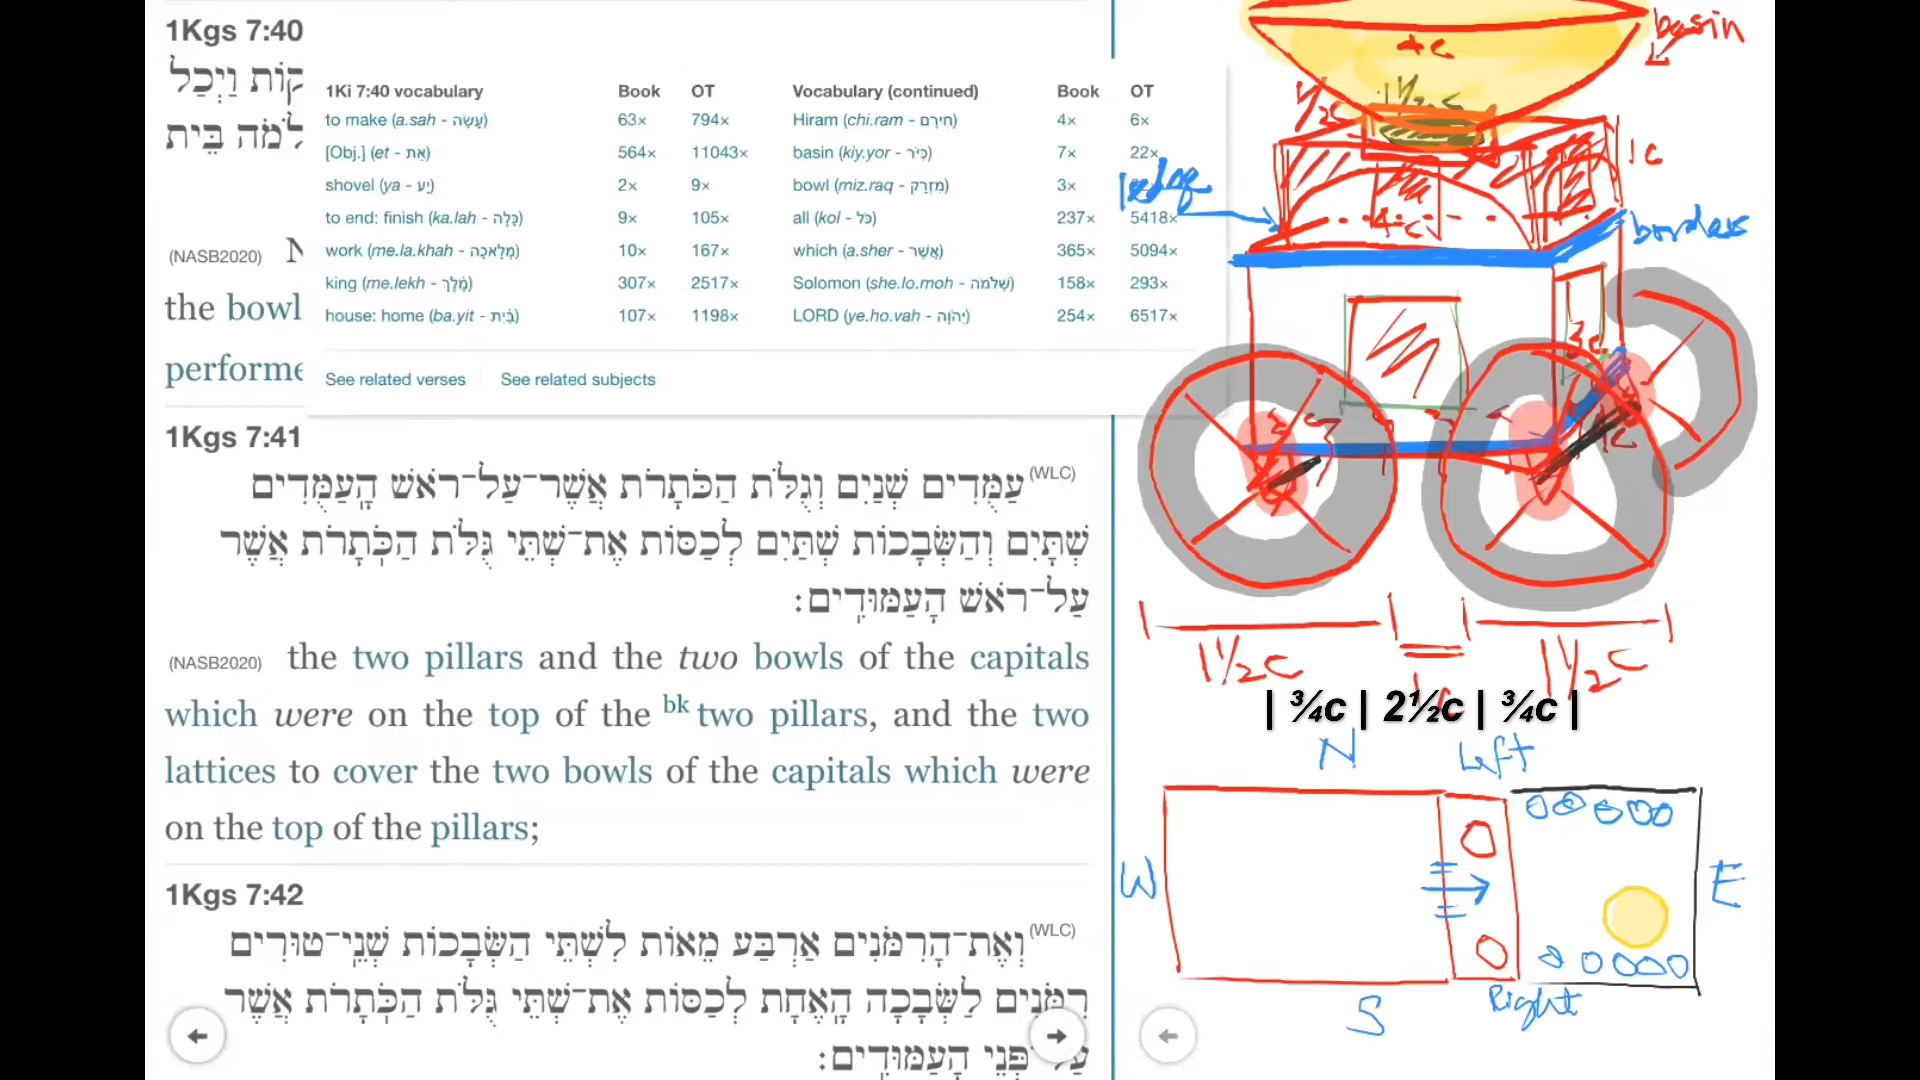 1Kgs 7:40
קוֹת וַיְכַל
לֹמֹה בֵּית
(NASB2020) N
the bowl
performe
1Ki 7:40 vocabulary Book OT Vocabulary (continued) Book OT
to make (a.sah - עָשָׂה) 63× 794× Hiram (chi.ram - חִירָם) 4× 6×
[Obj.] (et - אֵת) 564× 11043× basin (kiy.yor - כִּיּוֹר) 7× 22×
shovel (ya - יָע) 2× 9× bowl (miz.raq - מִזְרָק) 3×
to end: finish (ka.lah - כָּלָה) 9× 105× all (kol - כֹּל) 237× 5418×
work (me.la.khah - מְלָאכָה) 10× 167× which (a.sher - אֲשֶׁר) 365× 5094×
king (me.lekh - מֶ֫לֶךְ) 307× 2517× Solomon (she.lo.moh - שְׁלֹמֹה) 158× 293×
house: home (ba.yit - בַּ֫יִת) 107× 1198× LORD (ye.ho.vah - יְהֹוָה) 254× 6517×
See related verses See related subjects
1Kgs 7:41
(WLC) עַמֻּדִים שְׁנַיִם וְגֻלֹּת הַכֹּתָרֹת אֲשֶׁר־עַל־רֹאשׁ הָעַמֻּדִים
שְׁתָּיִם וְהַשְּׂבָכוֹת שְׁתַּיִם לְכַסּוֹת אֶת־שְׁתֵּי גֻּלֹּת הַכֹּתָרֹת אֲשֶׁר
עַל־רֹאשׁ הָעַמּוּדִים׃
(NASB2020) the two pillars and the two bowls of the capitals
which were on the top of the bk two pillars, and the two
lattices to cover the two bowls of the capitals which were
on the top of the pillars;
1Kgs 7:42
(WLC) וְאֶת־הָרִמֹּנִים אַרְבַּע מֵאוֹת לִשְׁתֵּי הַשְּׂבָכוֹת שְׁנֵי־טוּרִים
רִמֹּנִים לַשְּׂבָכָה הָאֶחָת לְכַסּוֹת אֶת־שְׁתֵּי גֻּלֹּת הַכֹּתָרֹת אֲשֶׁר
עַל־פְּנֵי הָעַמּוּדִים׃
basin
4c
1/2c
1c
ledge
4c
borders
3c
1½c
1½c
| ¾c | 2½c | ¾c |
N Left
W E
S Right